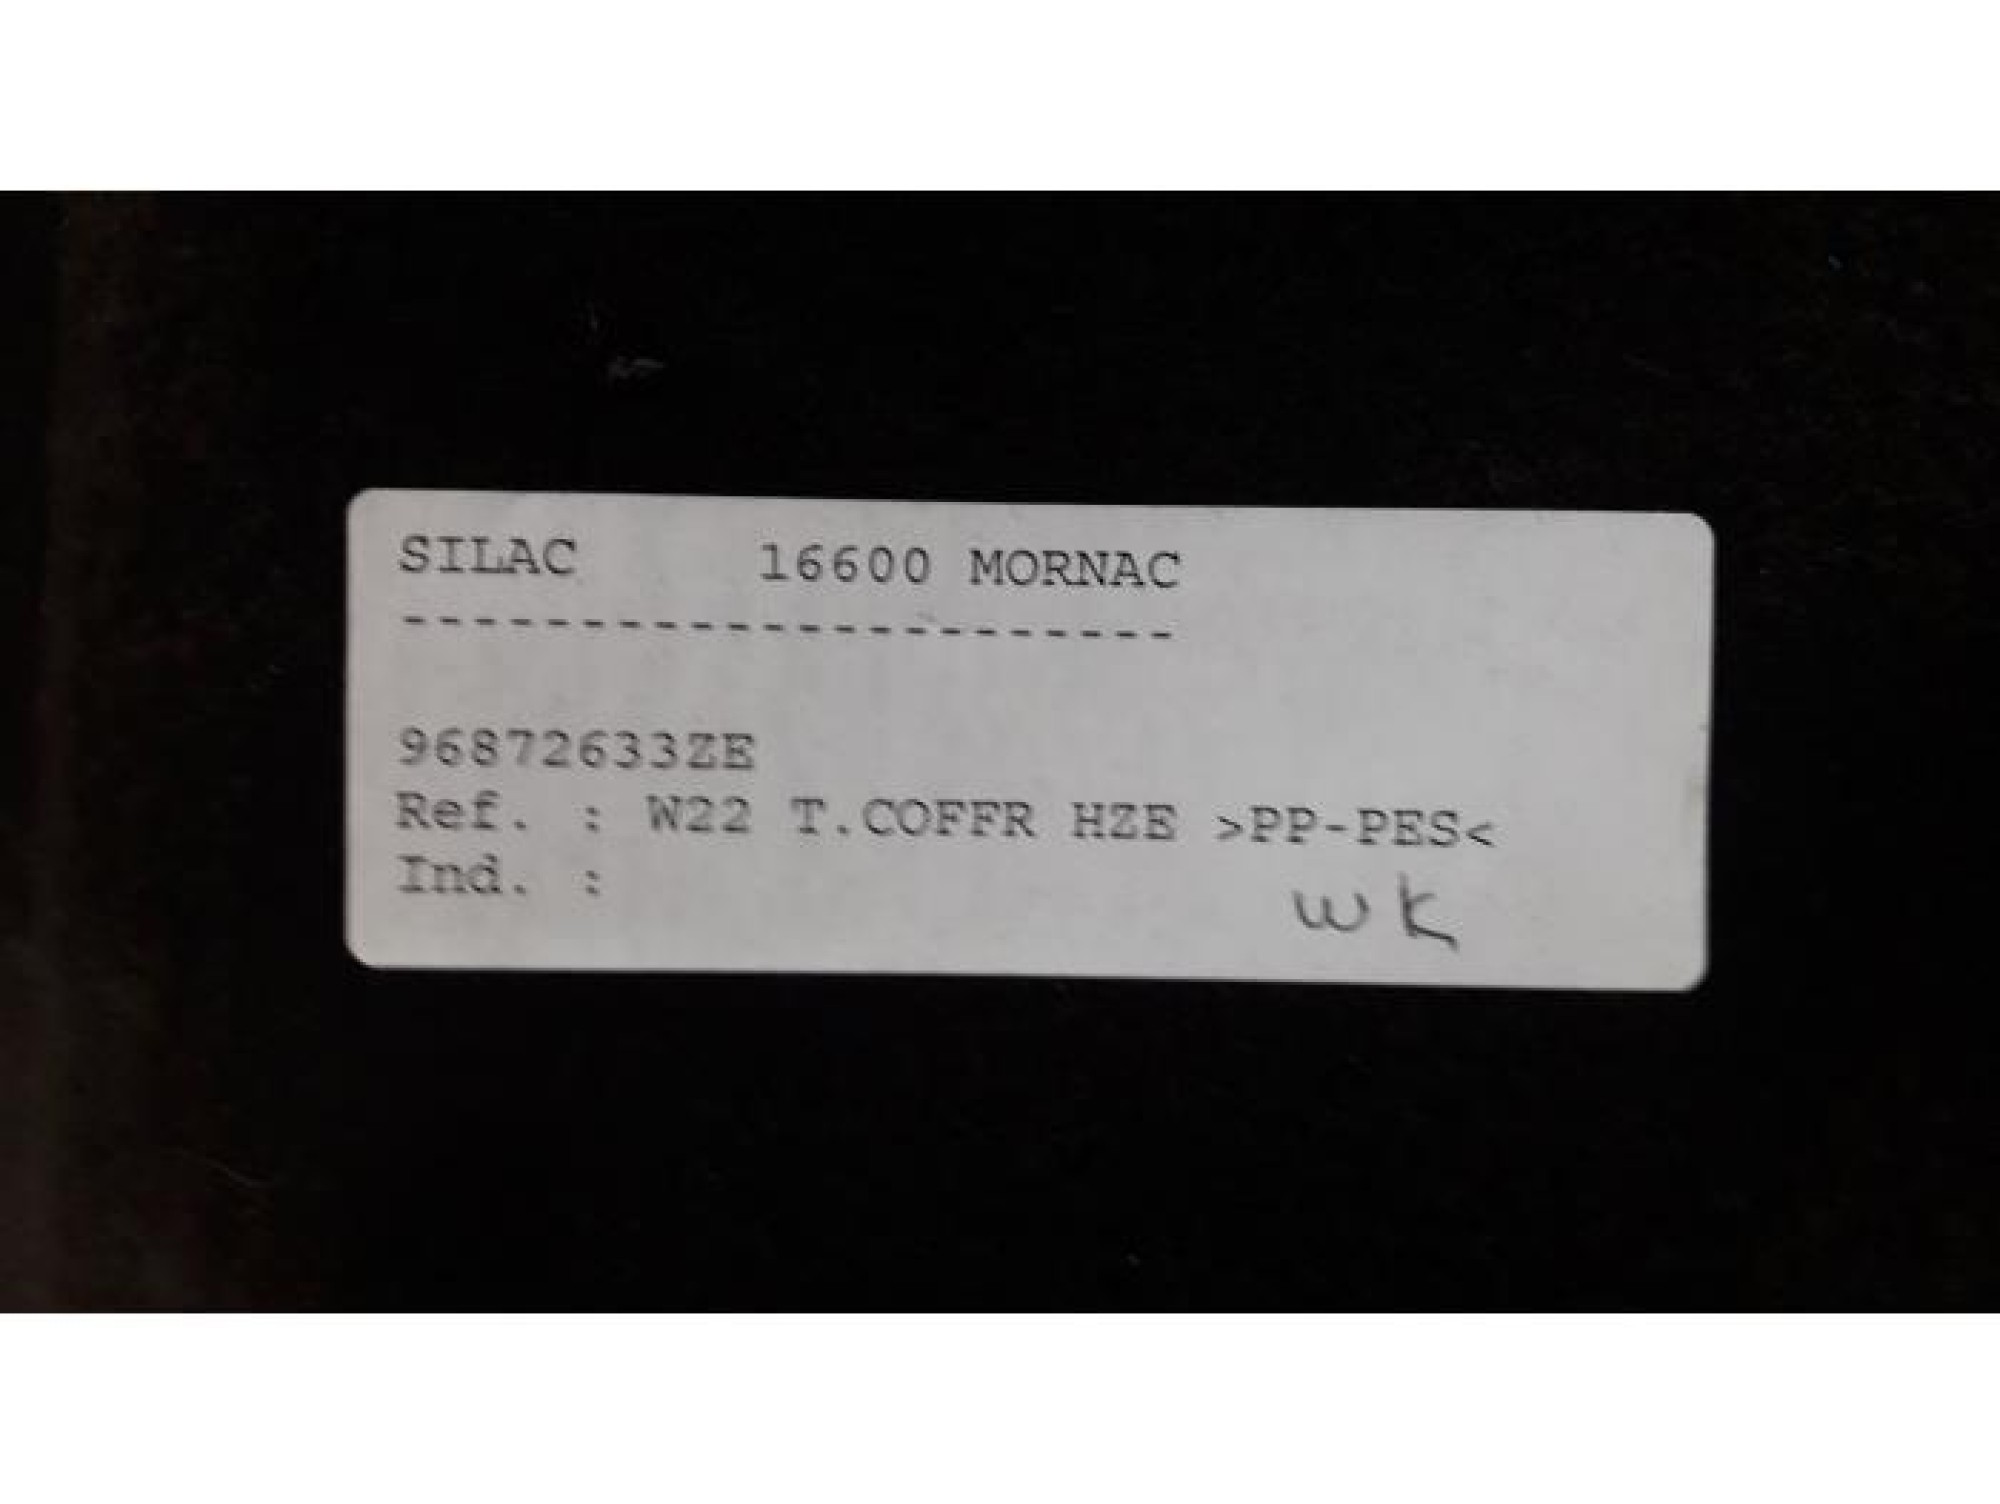 SILAC 16600 MORNAC
----------------------
96872633ZE
Ref. : W22 T.COFFR HZE >PP-PES<
Ind. :
WK